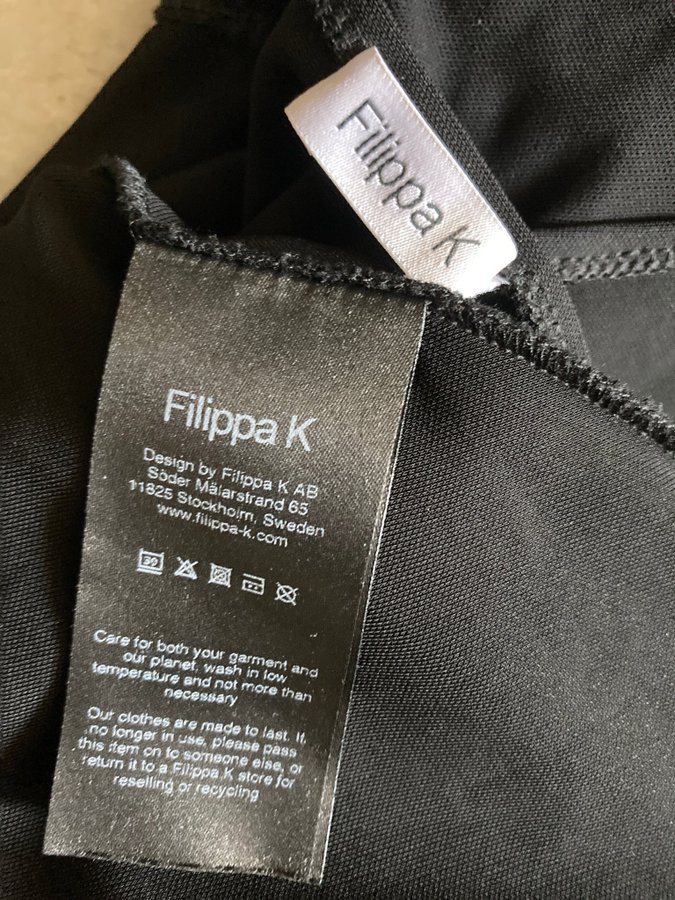 Filippa K
Filippa K
Design by Filippa K AB
Söder Mälarstrand 65
11825 Stockholm, Sweden
www.filippa-k.com
30
Care for both your garment and
our planet, wash in low
temperature and not more than
necessary
Our clothes are made to last. If
no longer in use, please pass
this item on to someone else, or
return it to a Filippa K store for
reselling or recycling